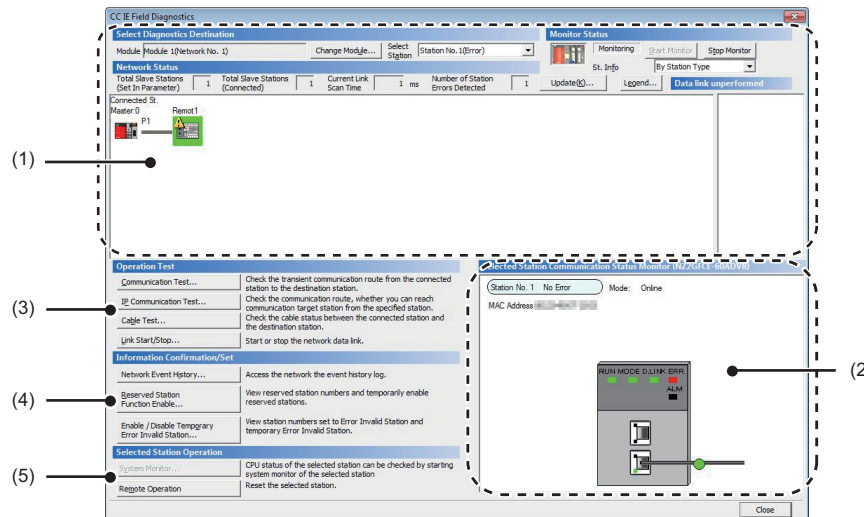 CC IE Field Diagnostics
Select Diagnostics Destination
Monitor Status
Module Module 1(Network No. 1) Change Module... Select Station Station No.1(Error)
Monitoring Start Monitor Stop Monitor
St. Info By Station Type
Network Status
Total Slave Stations (Set In Parameter) 1 Total Slave Stations (Connected) 1 Current Link Scan Time 1 ms Number of Station Errors Detected 1 Update(K)... Legend... Data link unperformed
Connected St.
Master:0 Remot1
P1
(1)
Operation Test
Communication Test... Check the transient communication route from the connected station to the destination station.
IP Communication Test... Check the communication route, whether you can reach communication target station from the specified station.
Cable Test... Check the cable status between the connected station and the destination station.
Link Start/Stop... Start or stop the network data link.
(3)
Information Confirmation/Set
Network Event History... Access the network the event history log.
Reserved Station Function Enable... View reserved station numbers and temporarily enable reserved stations.
Enable / Disable Temporary Error Invalid Station... View station numbers set to Error Invalid Station and temporary Error Invalid Station.
(4)
Selected Station Operation
System Monitor... CPU status of the selected station can be checked by starting system monitor of the selected station
Remote Operation Reset the selected station.
(5)
Selected Station Communication Status Monitor (NZ2GFCE-60ADV8)
Station No. 1 No Error Mode: Online
MAC Address
RUN MODE D.LINK ERR.
ALM
(2
Close